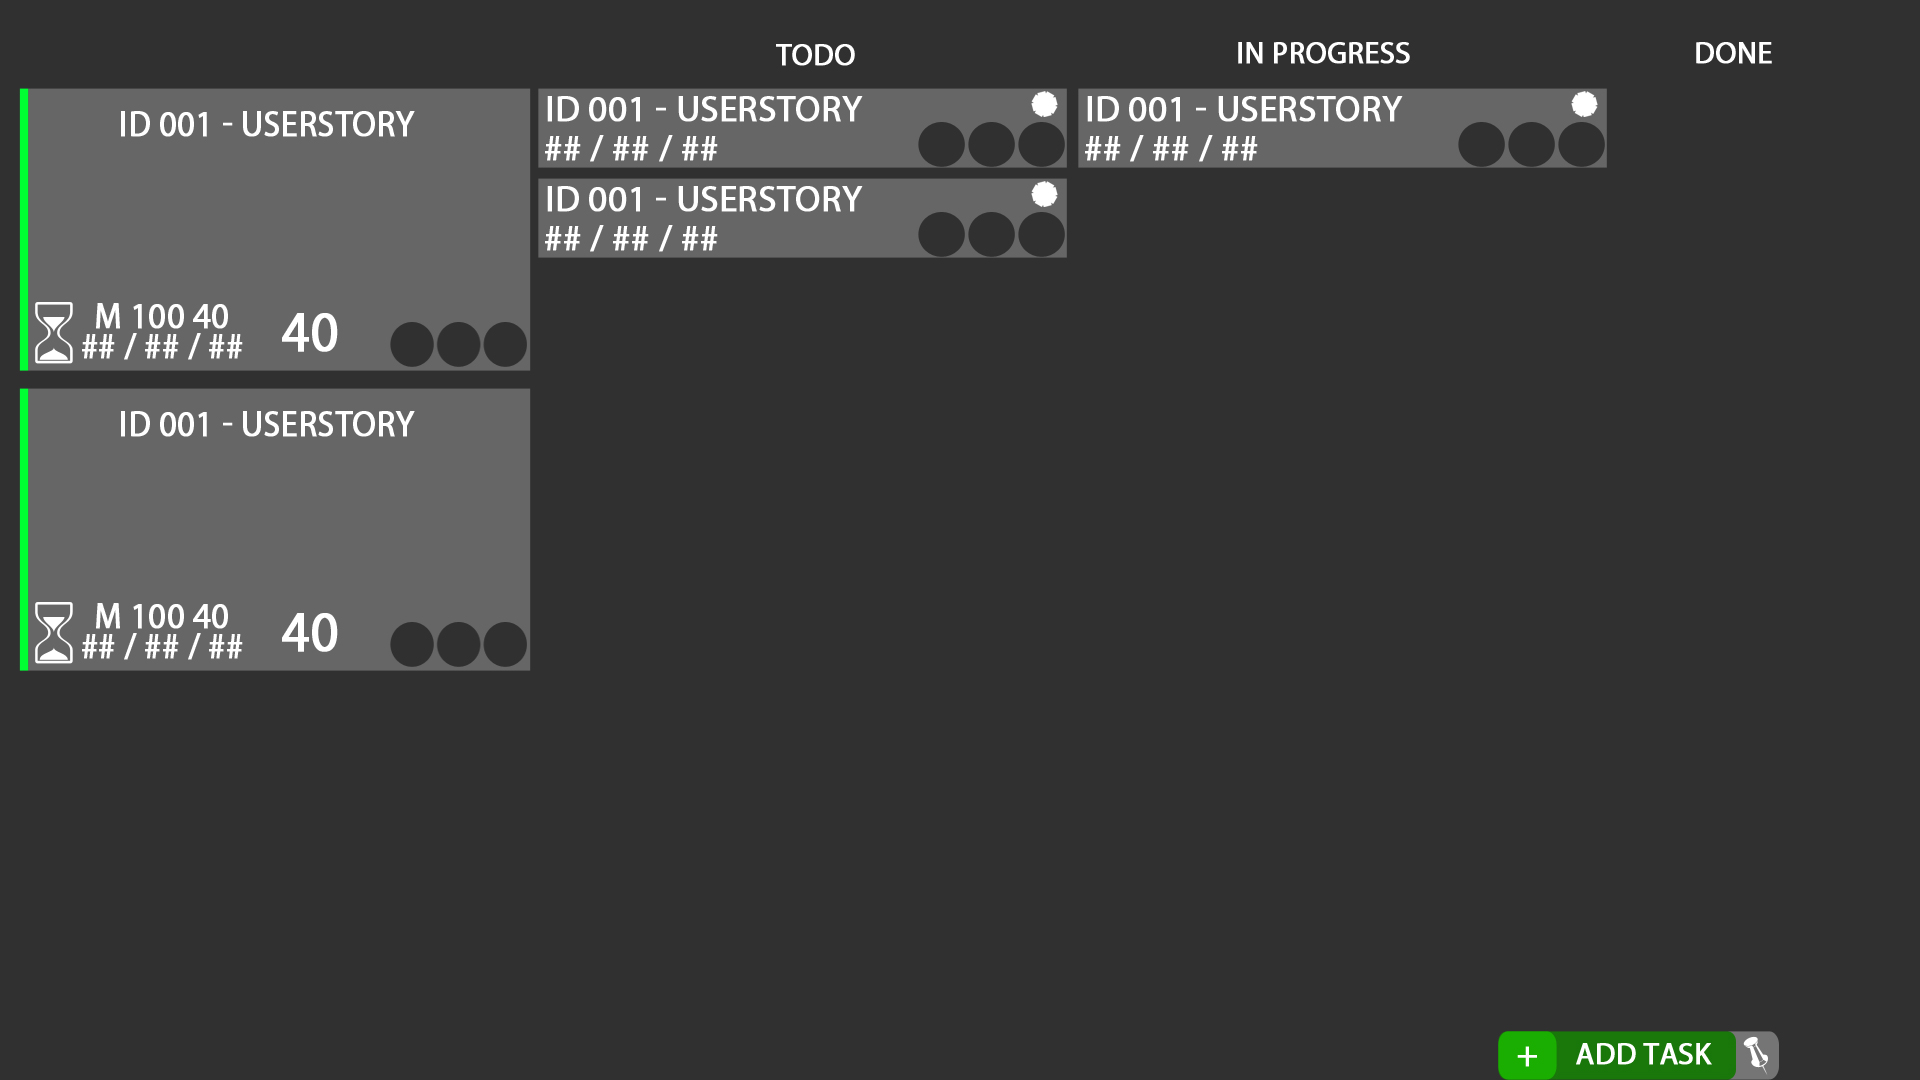 TODO
IN PROGRESS
DONE
ID 001 - USERSTORY
M 100 40
## / ## / ##
40
ID 001 - USERSTORY
## / ## / ##
ID 001 - USERSTORY
## / ## / ##
ID 001 - USERSTORY
## / ## / ##
ID 001 - USERSTORY
M 100 40
## / ## / ##
40
+ ADD TASK